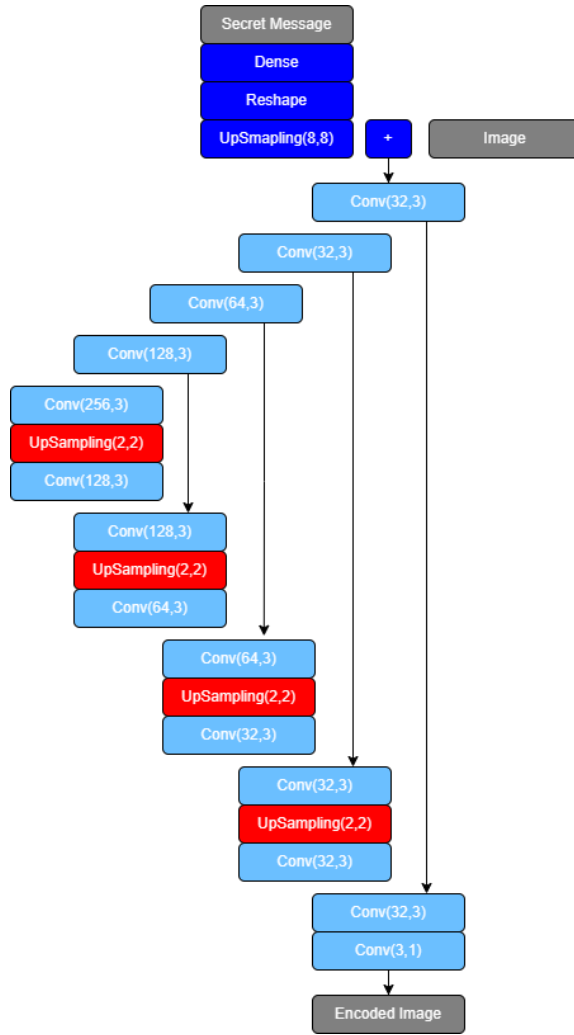 Secret Message
Dense
Reshape
UpSmapling(8,8)
+
Image
Conv(32,3)
Conv(32,3)
Conv(64,3)
Conv(128,3)
Conv(256,3)
UpSampling(2,2)
Conv(128,3)
Conv(128,3)
UpSampling(2,2)
Conv(64,3)
Conv(64,3)
UpSampling(2,2)
Conv(32,3)
Conv(32,3)
UpSampling(2,2)
Conv(32,3)
Conv(32,3)
Conv(3,1)
Encoded Image